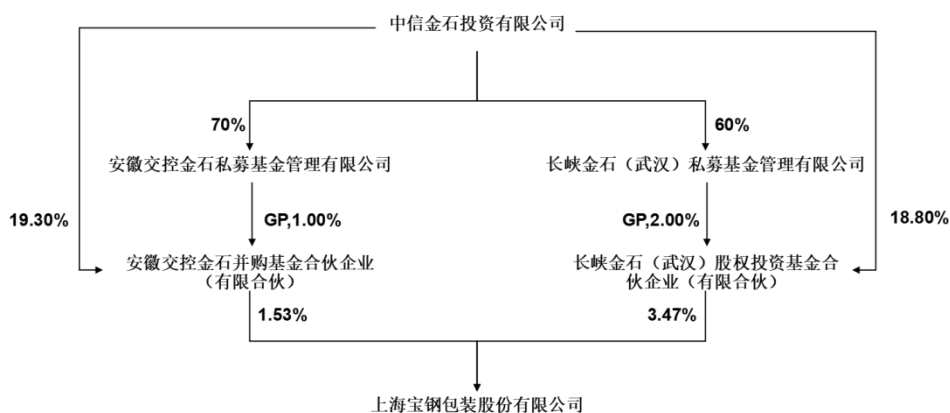 中信金石投资有限公司
70%
60%
安徽交控金石私募基金管理有限公司
长峡金石（武汉）私募基金管理有限公司
19.30%
GP,1.00%
GP,2.00%
18.80%
安徽交控金石并购基金合伙企业
（有限合伙）
长峡金石（武汉）股权投资基金合
伙企业（有限合伙）
1.53%
3.47%
上海宝钢包装股份有限公司